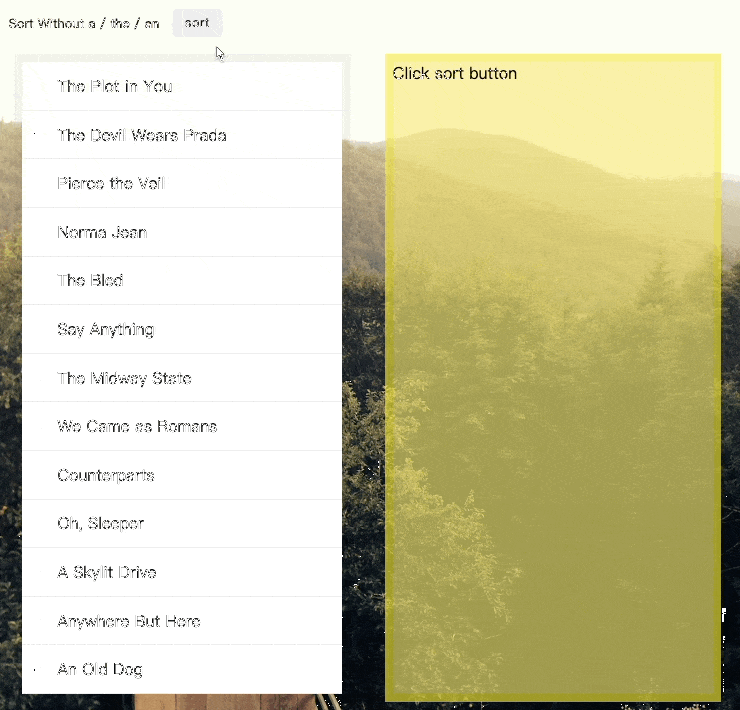 Sort Without a / the / an sort
The Plot in You
The Devil Wears Prada
Pierce the Veil
Norma Jean
The Bled
Say Anything
The Midway State
We Came as Romans
Counterparts
Oh, Sleeper
A Skylit Drive
Anywhere But Here
An Old Dog
Click sort button